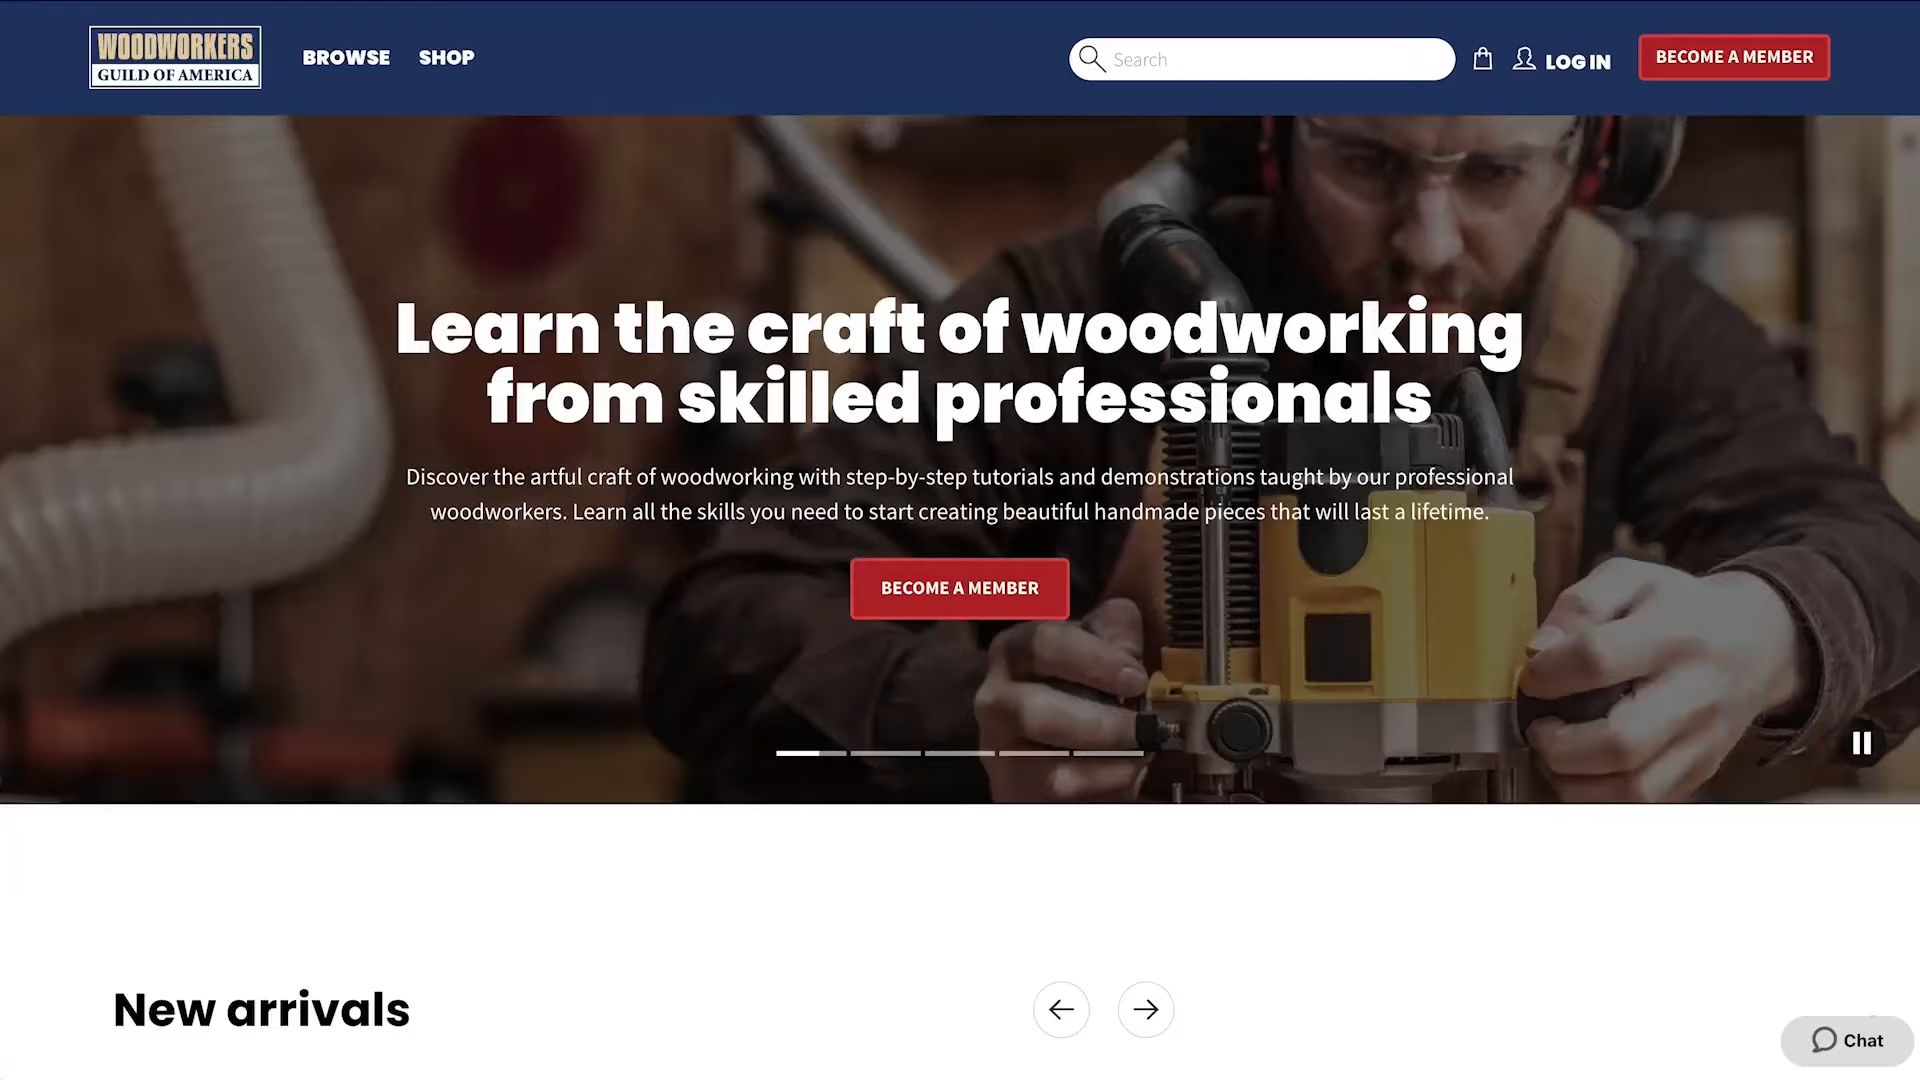 WOODWORKERS
GUILD OF AMERICA
BROWSE
SHOP
Search
LOG IN
BECOME A MEMBER
Learn the craft of woodworking
from skilled professionals
Discover the artful craft of woodworking with step-by-step tutorials and demonstrations taught by our professional
woodworkers. Learn all the skills you need to start creating beautiful handmade pieces that will last a lifetime.
BECOME A MEMBER
New arrivals
Chat